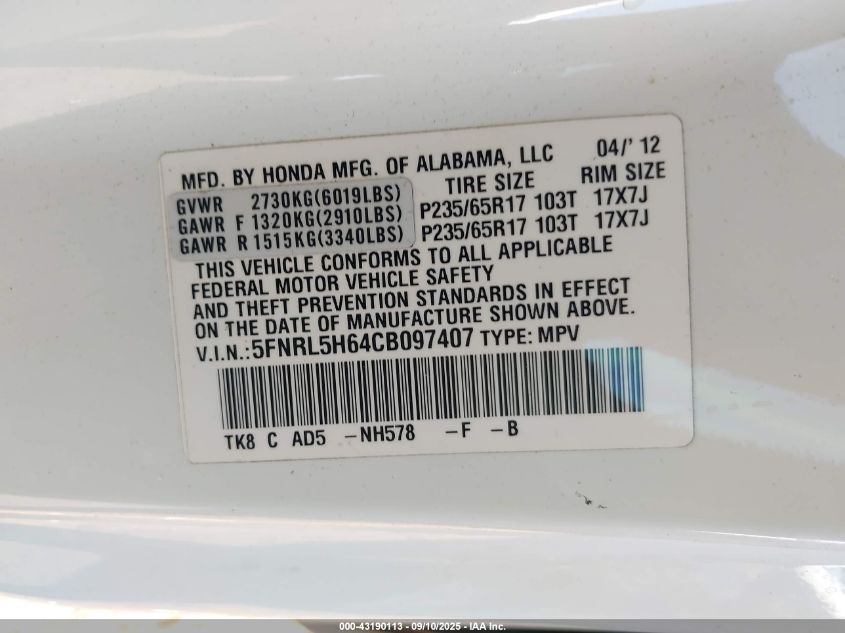 MFD. BY HONDA MFG. OF ALABAMA, LLC 04/' 12
GVWR 2730KG(6019LBS) TIRE SIZE RIM SIZE
GAWR F 1320KG(2910LBS) P235/65R17 103T 17X7J
GAWR R 1515KG(3340LBS) P235/65R17 103T 17X7J
THIS VEHICLE CONFORMS TO ALL APPLICABLE
FEDERAL MOTOR VEHICLE SAFETY
AND THEFT PREVENTION STANDARDS IN EFFECT
ON THE DATE OF MANUFACTURE SHOWN ABOVE.
V.I.N.:5FNRL5H64CB097407 TYPE: MPV
TK8 C AD5 -NH578 -F -B
000-43190113 - 09/10/2025 - IAA Inc.